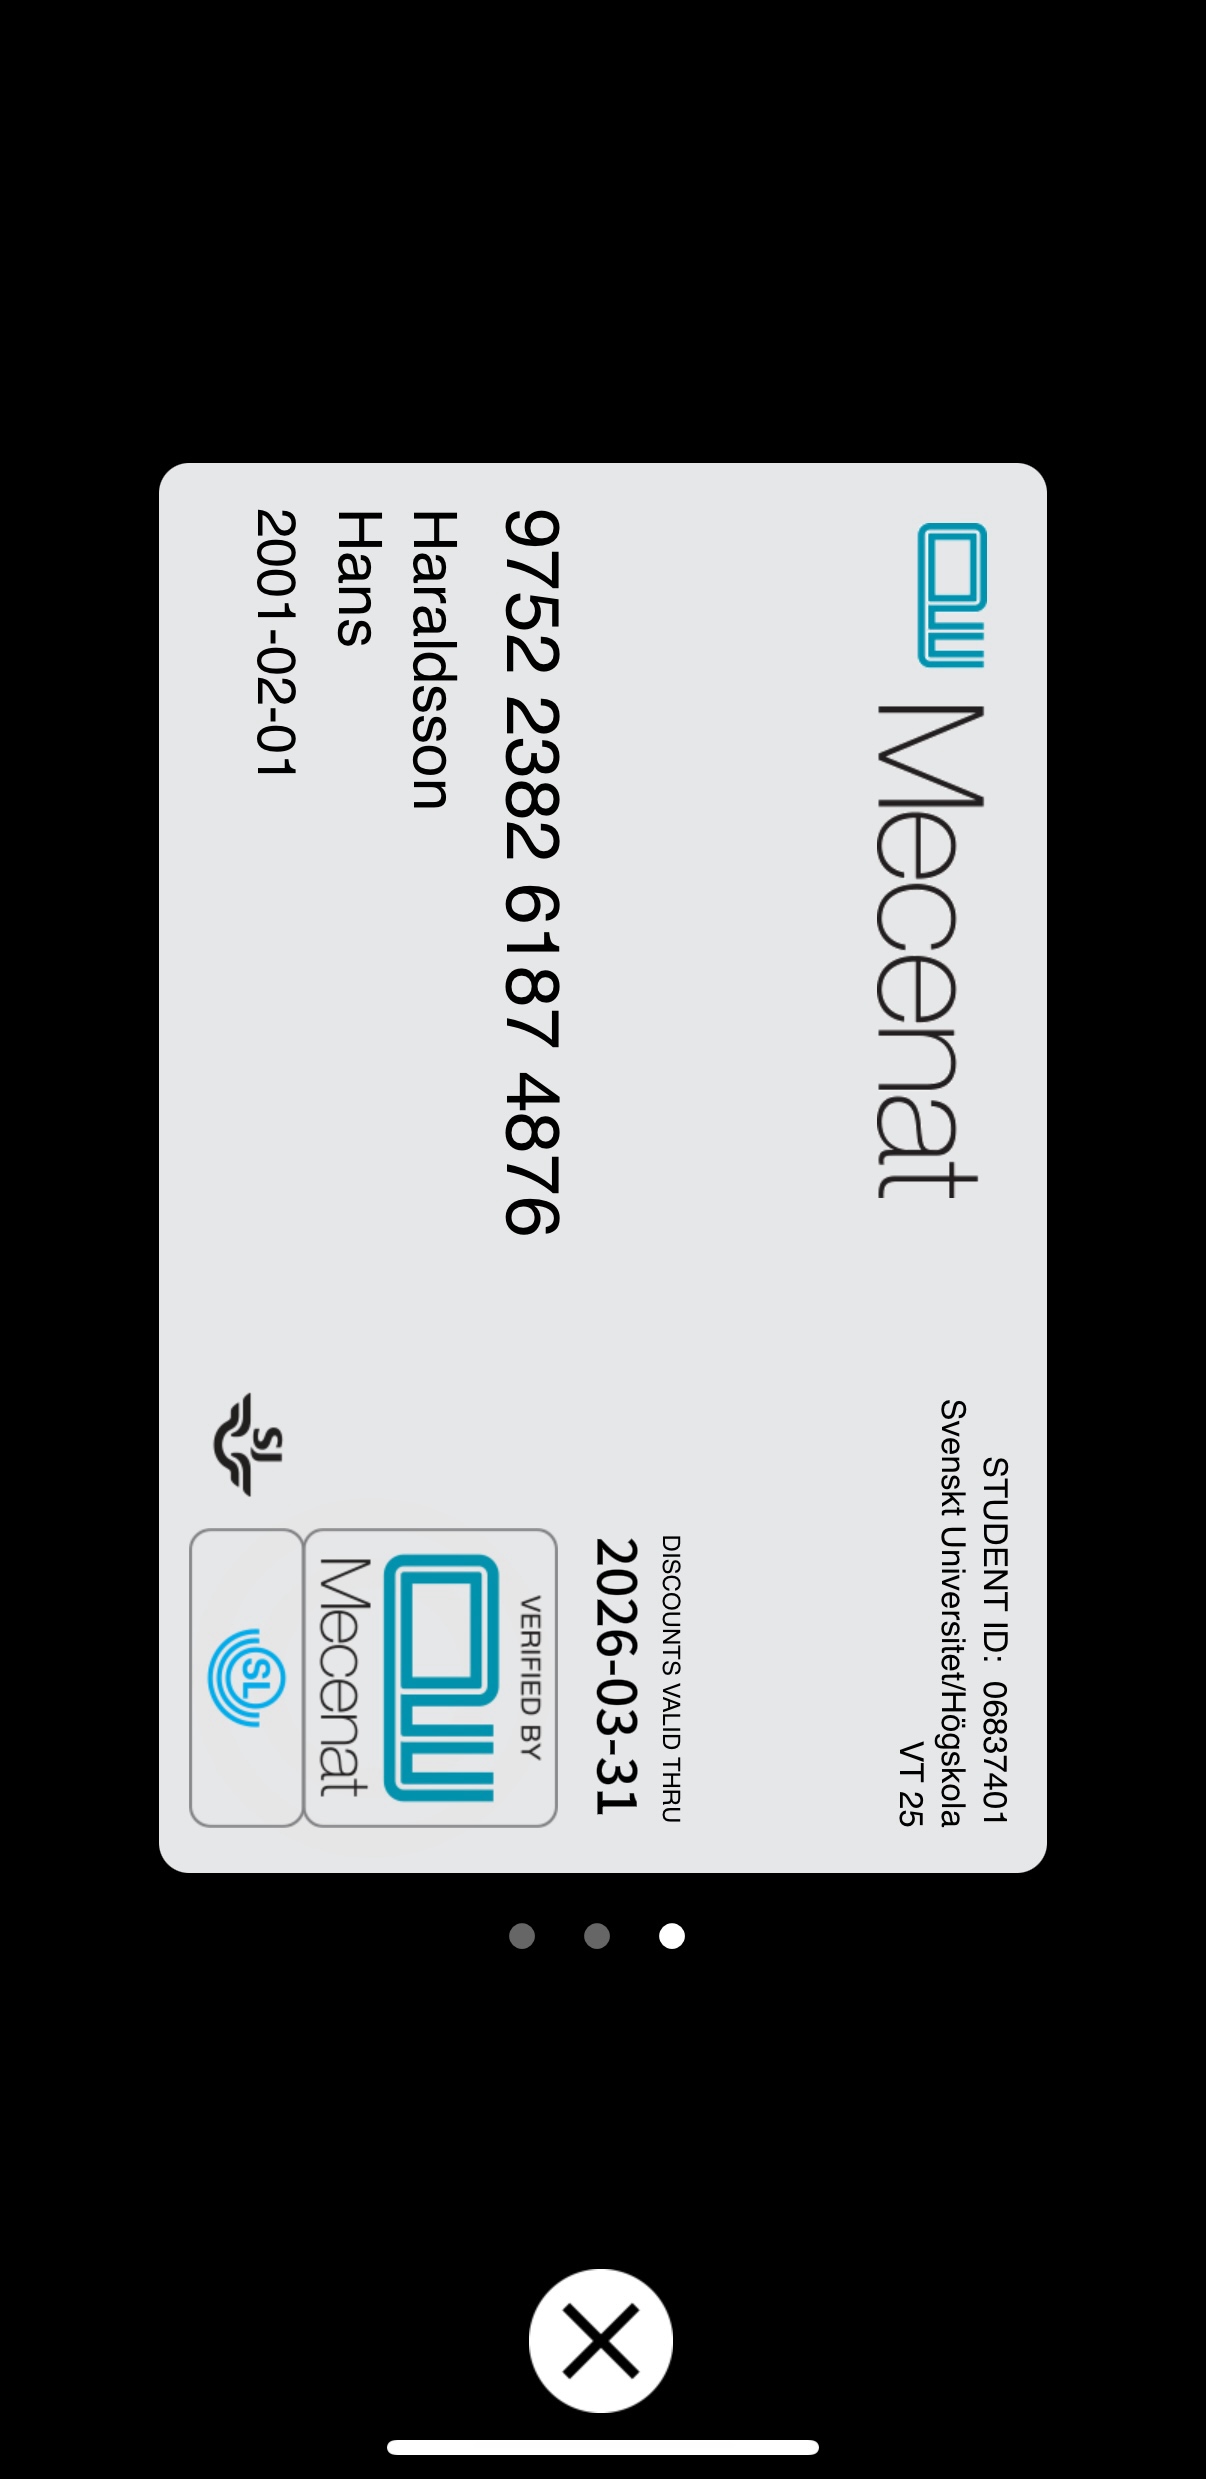 Mecenat
STUDENT ID: 06837401
Svenskt Universitet/Högskola
VT 25
9752 2382 6187 4876
Haraldsson
Hans
2001-02-01
DISCOUNTS VALID THRU
2026-03-31
VERIFIED BY
Mecenat
SJ
SL